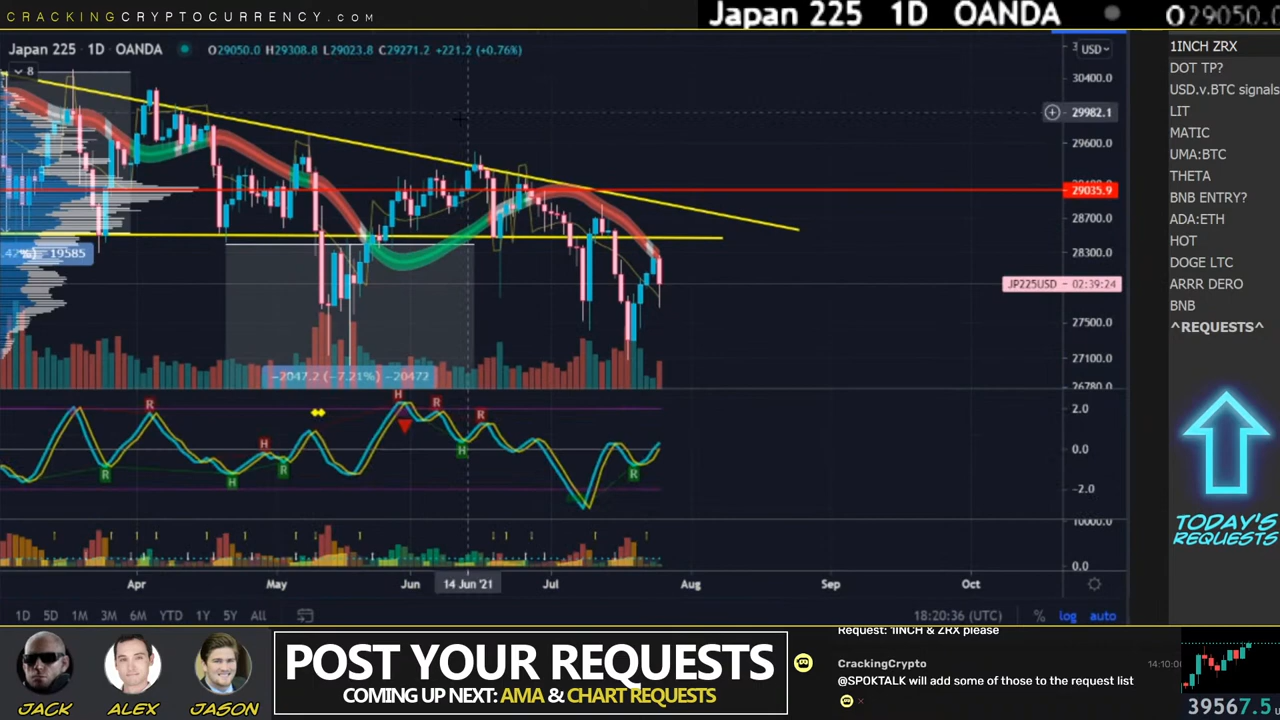 CRACKINGCRYPTOCURRENCY.com
Japan 225 1D OANDA O29050.0
Japan 225 1D OANDA O29050.0 H29308.8 L29023.8 C29271.2 +221.2 (+0.76%)
USD
8
30400.0
29982.1
29600.0
29035.9
28700.0
28300.0
JP225USD − 02:39:24
27500.0
27100.0
26780.0
−19585
−2047.2 (−7.21%) −20472
R
H
R
R
H
R
H
R
H
R
H
R
2.0
0.0
−2.0
10000.0
0.0
Apr May Jun 14 Jun '21 Jul Aug Sep Oct
1D 5D 1M 3M 6M YTD 1Y 5Y All
18:20:36 (UTC) % log auto
1INCH ZRX
DOT TP?
USD.v.BTC signals
LIT
MATIC
UMA:BTC
THETA
BNB ENTRY?
ADA:ETH
HOT
DOGE LTC
ARRR DERO
BNB
^REQUESTS^
TODAY'S
REQUESTS
JACK ALEX JASON
POST YOUR REQUESTS
COMING UP NEXT: AMA & CHART REQUESTS
Request: 1INCH & ZRX please
CrackingCrypto
@SPOKTALK will add some of those to the request list
39567.5